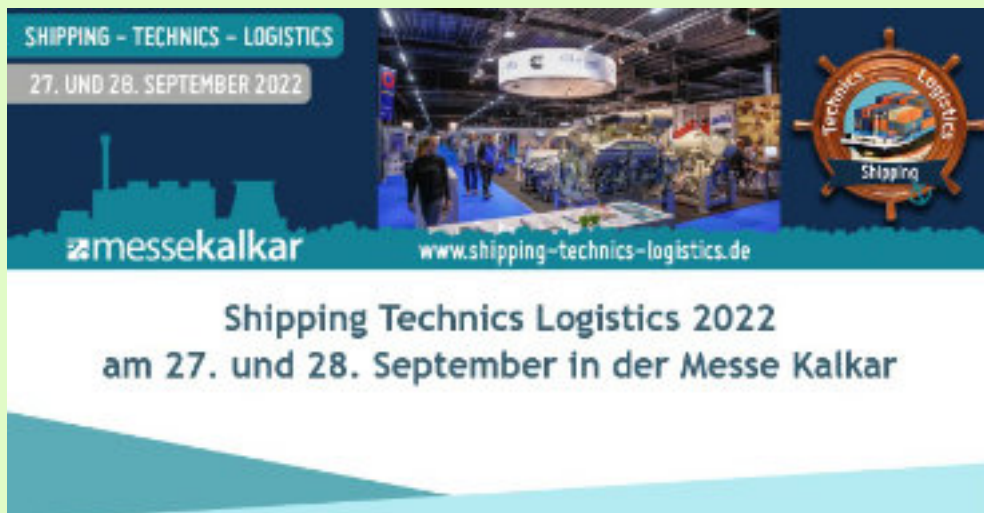 SHIPPING – TECHNICS – LOGISTICS
27. UND 28. SEPTEMBER 2022
Technics
Logistics
Shipping
messekalkar
www.shipping-technics-logistics.de
Shipping Technics Logistics 2022
am 27. und 28. September in der Messe Kalkar